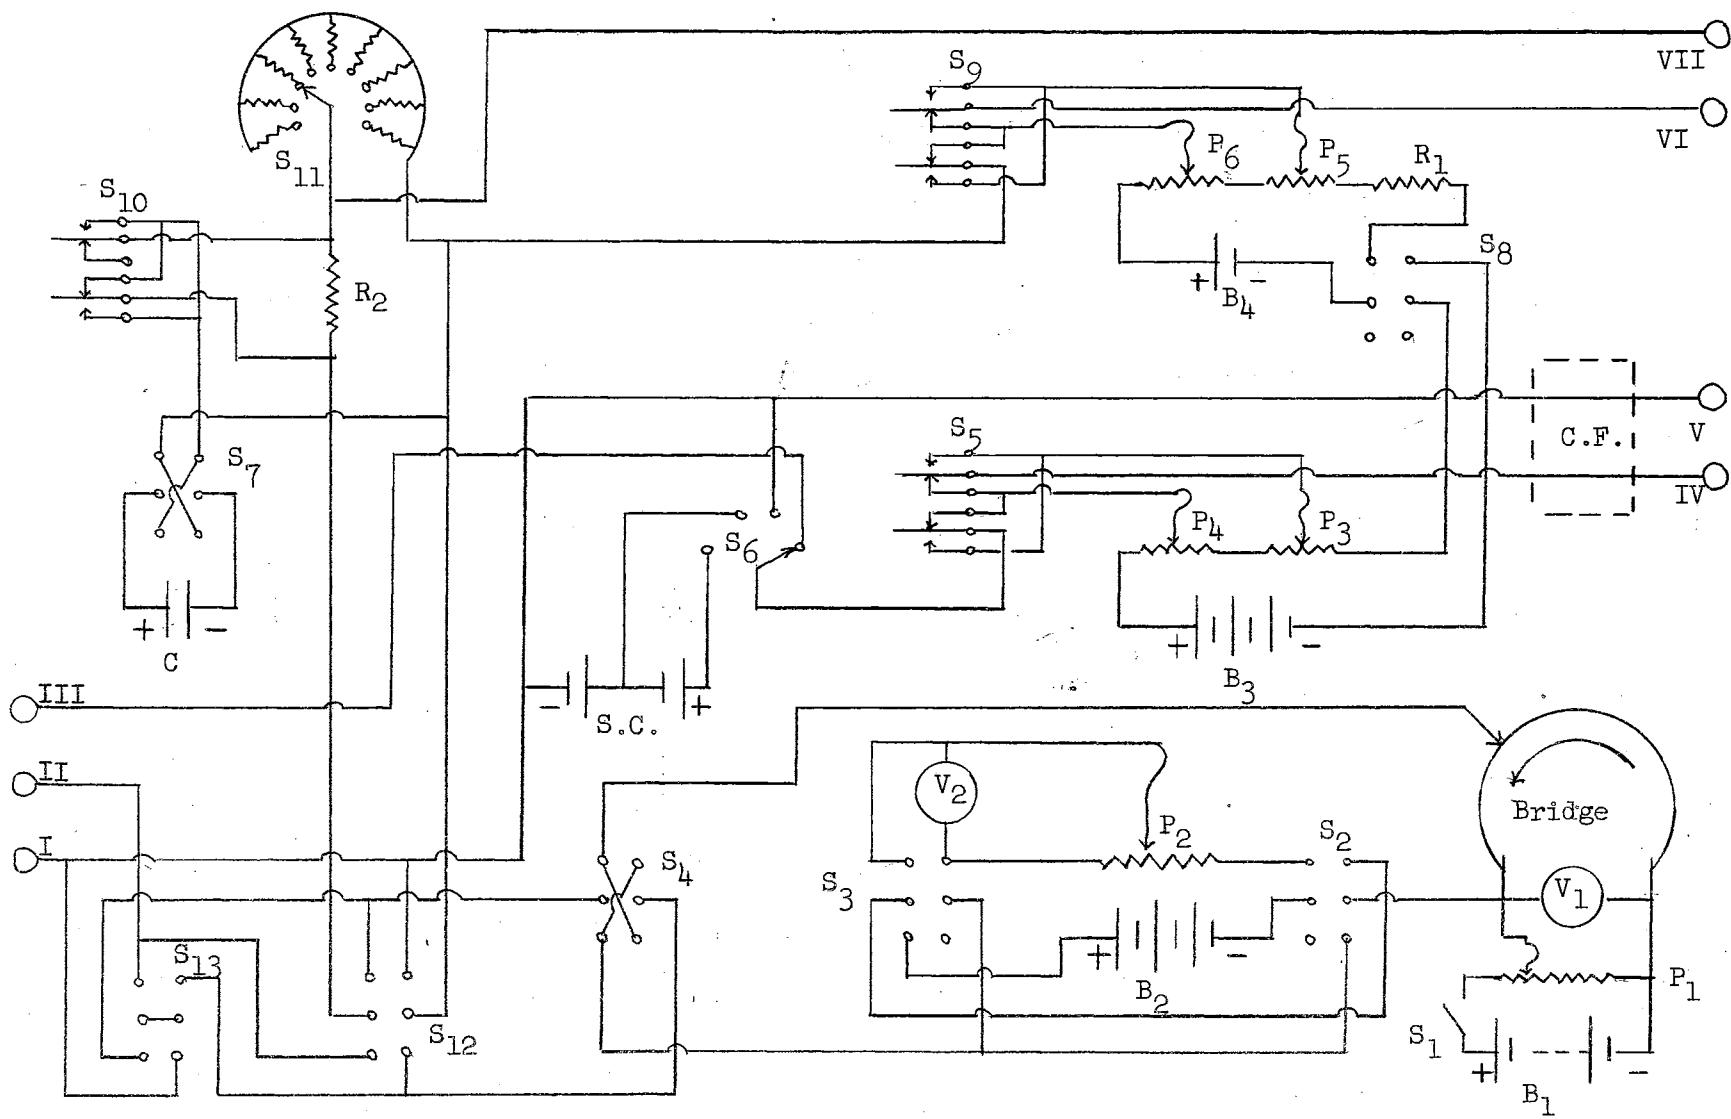 VII
S9
VI
P6 P5 R1
S11
S10
S8
R2
+ B4 -
C.F.
V
S5
IV
S7
P4 P3
S6
+ -
C
+ -
B3
III
- S.C. +
II
V2
Bridge
P2
S2
I
S4
S3
V1
S13
+ -
B2
P1
S12
S1
+ -
B1